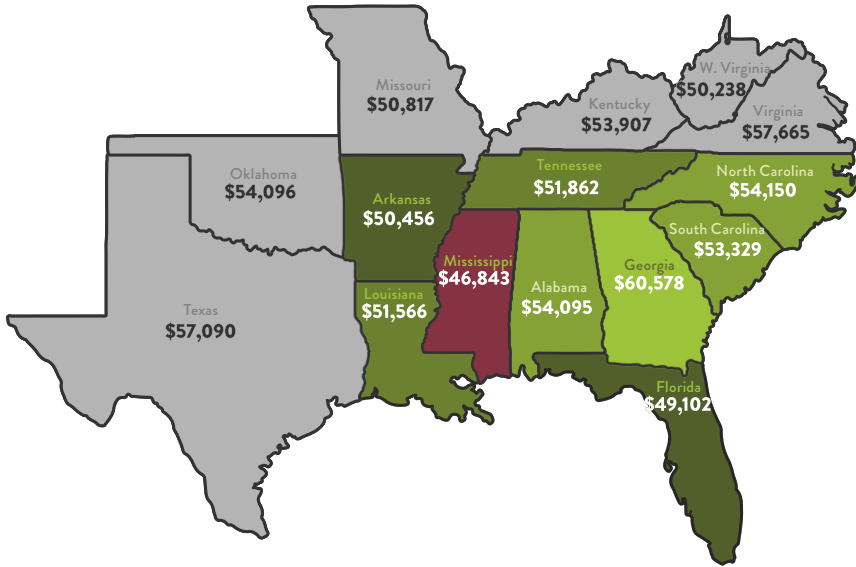 W. Virginia
$50,238
Missouri
$50,817
Kentucky
$53,907
Virginia
$57,665
Oklahoma
$54,096
Tennessee
$51,862
North Carolina
$54,150
Arkansas
$50,456
South Carolina
$53,329
Mississippi
$46,843
Georgia
$60,578
Louisiana
$51,566
Alabama
$54,095
Texas
$57,090
Florida
$49,102